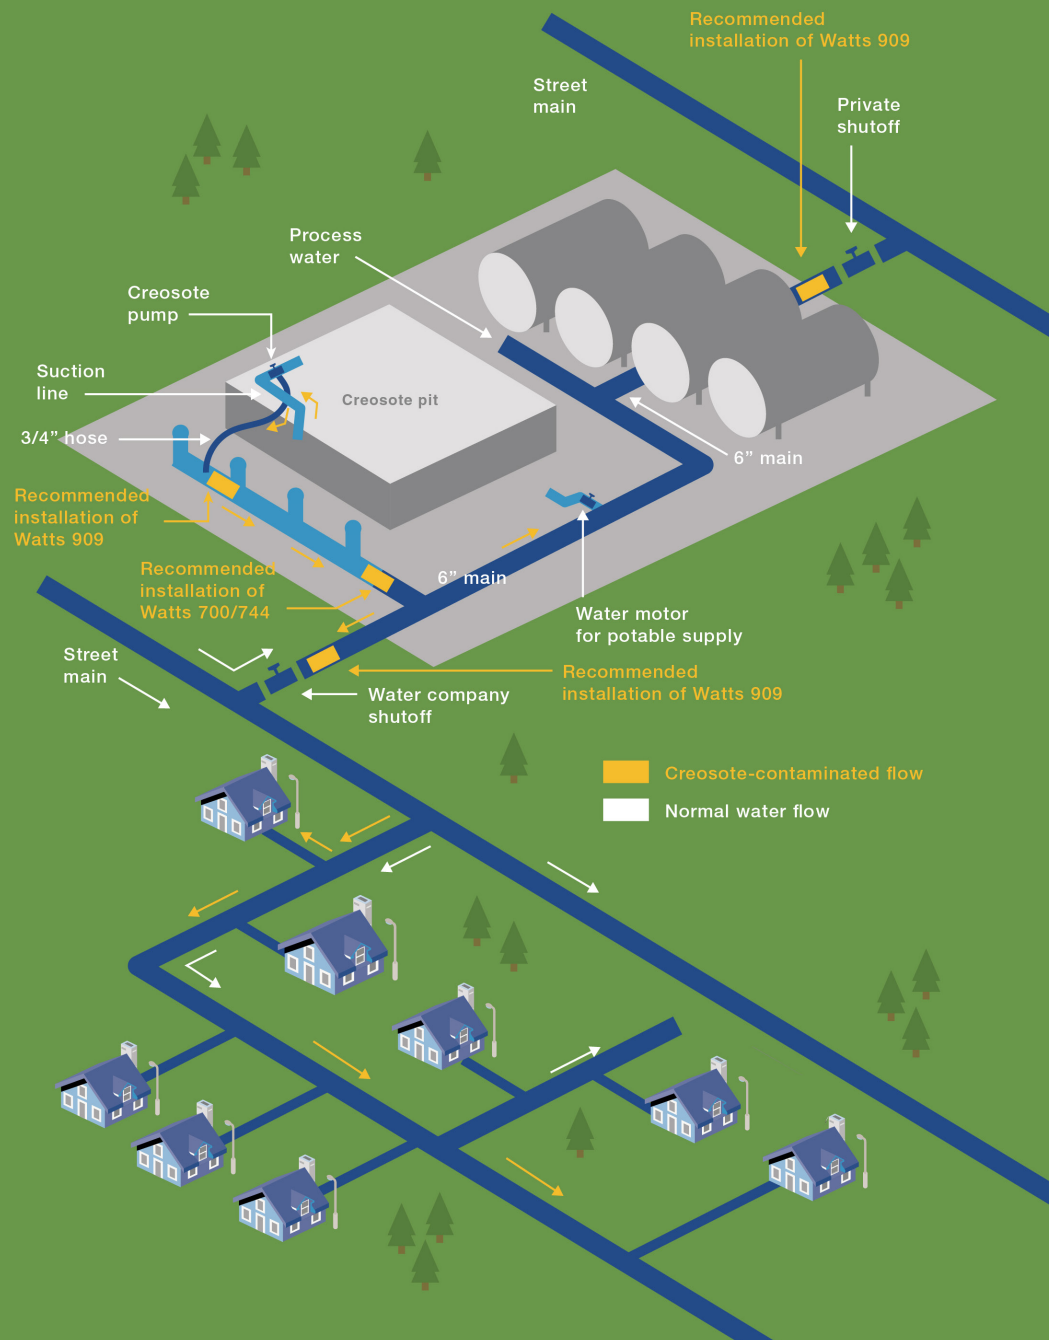 Recommended
installation of Watts 909
Street
main
Private
shutoff
Process
water
Creosote
pump
Suction
line
Creosote pit
3/4” hose
6” main
Recommended
installation of
Watts 909
Recommended
installation of
Watts 700/744
6” main
Water motor
for potable supply
Street
main
Recommended
installation of Watts 909
Water company
shutoff
Creosote-contaminated flow
Normal water flow